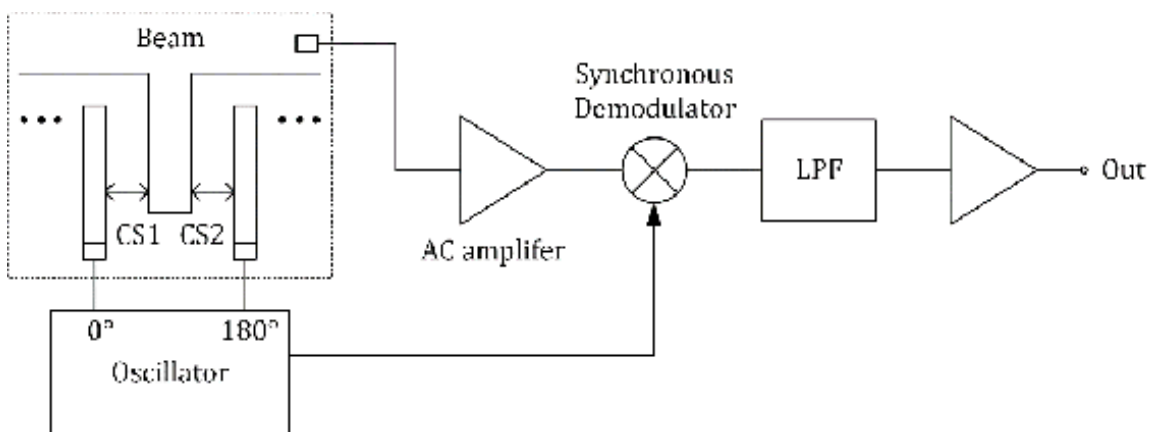 Beam
CS1 CS2
0° 180°
Oscillator
AC amplifer
Synchronous
Demodulator
LPF
Out